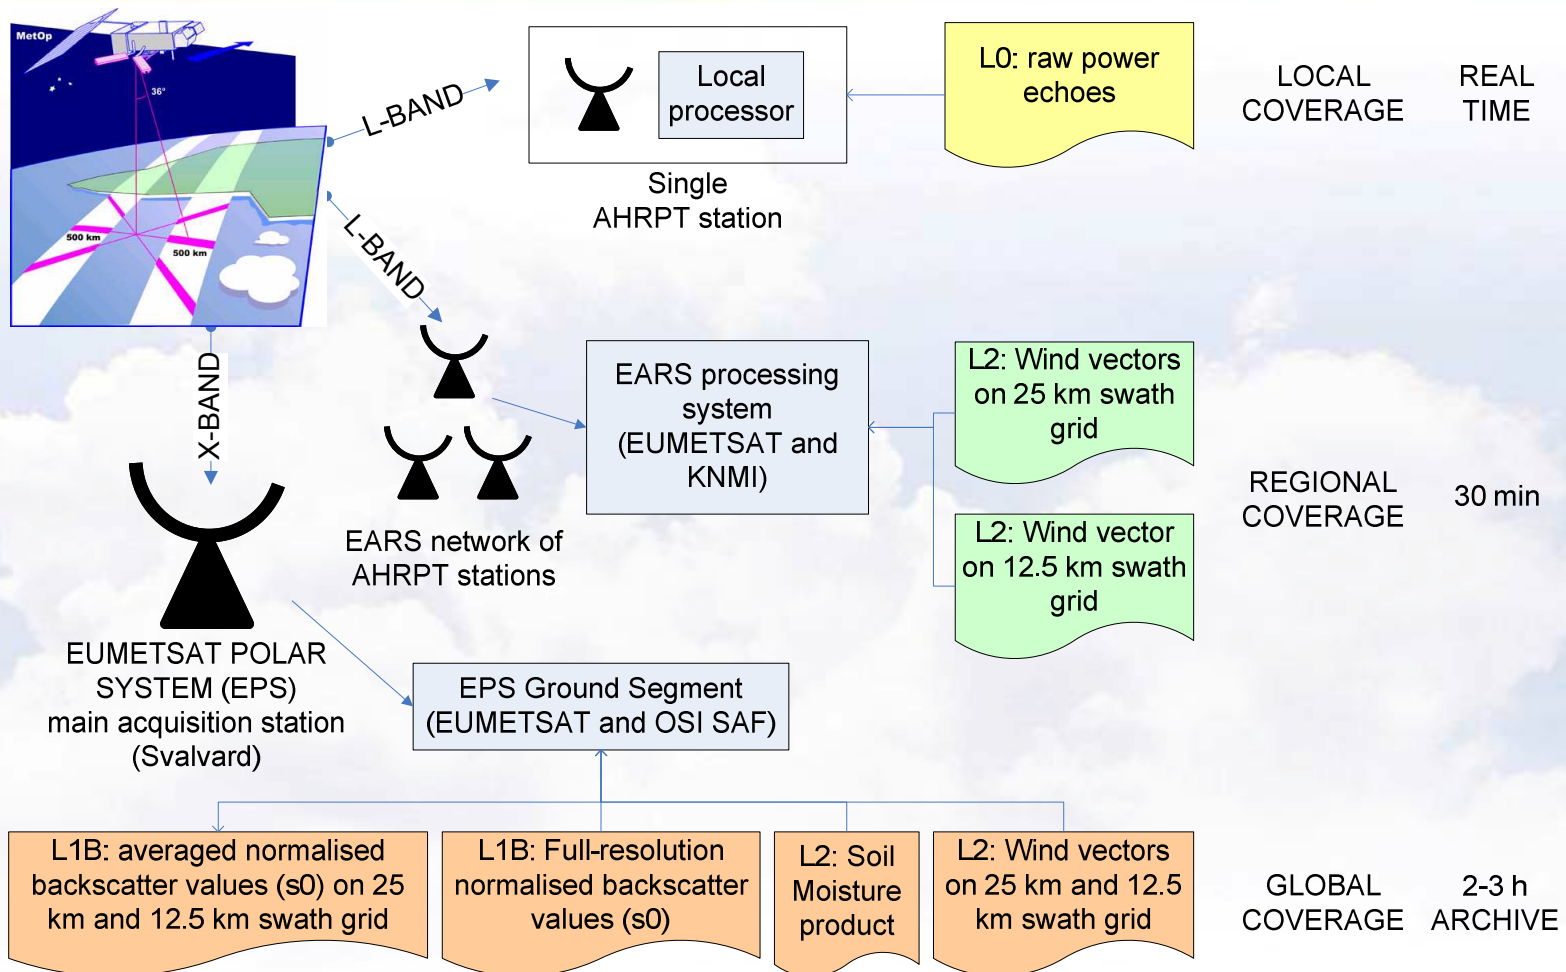 MetOp
36°
500 km
500 km
L-BAND
Local
processor
Single
AHRPT station
L0: raw power
echoes
LOCAL
COVERAGE
REAL
TIME
L-BAND
X-BAND
EARS network of
AHRPT stations
EARS processing
system
(EUMETSAT and
KNMI)
L2: Wind vectors
on 25 km swath
grid
L2: Wind vector
on 12.5 km swath
grid
REGIONAL
COVERAGE
30 min
EUMETSAT POLAR
SYSTEM (EPS)
main acquisition station
(Svalvard)
EPS Ground Segment
(EUMETSAT and OSI SAF)
L1B: averaged normalised
backscatter values (s0) on 25
km and 12.5 km swath grid
L1B: Full-resolution
normalised backscatter
values (s0)
L2: Soil
Moisture
product
L2: Wind vectors
on 25 km and 12.5
km swath grid
GLOBAL
COVERAGE
2-3 h
ARCHIVE